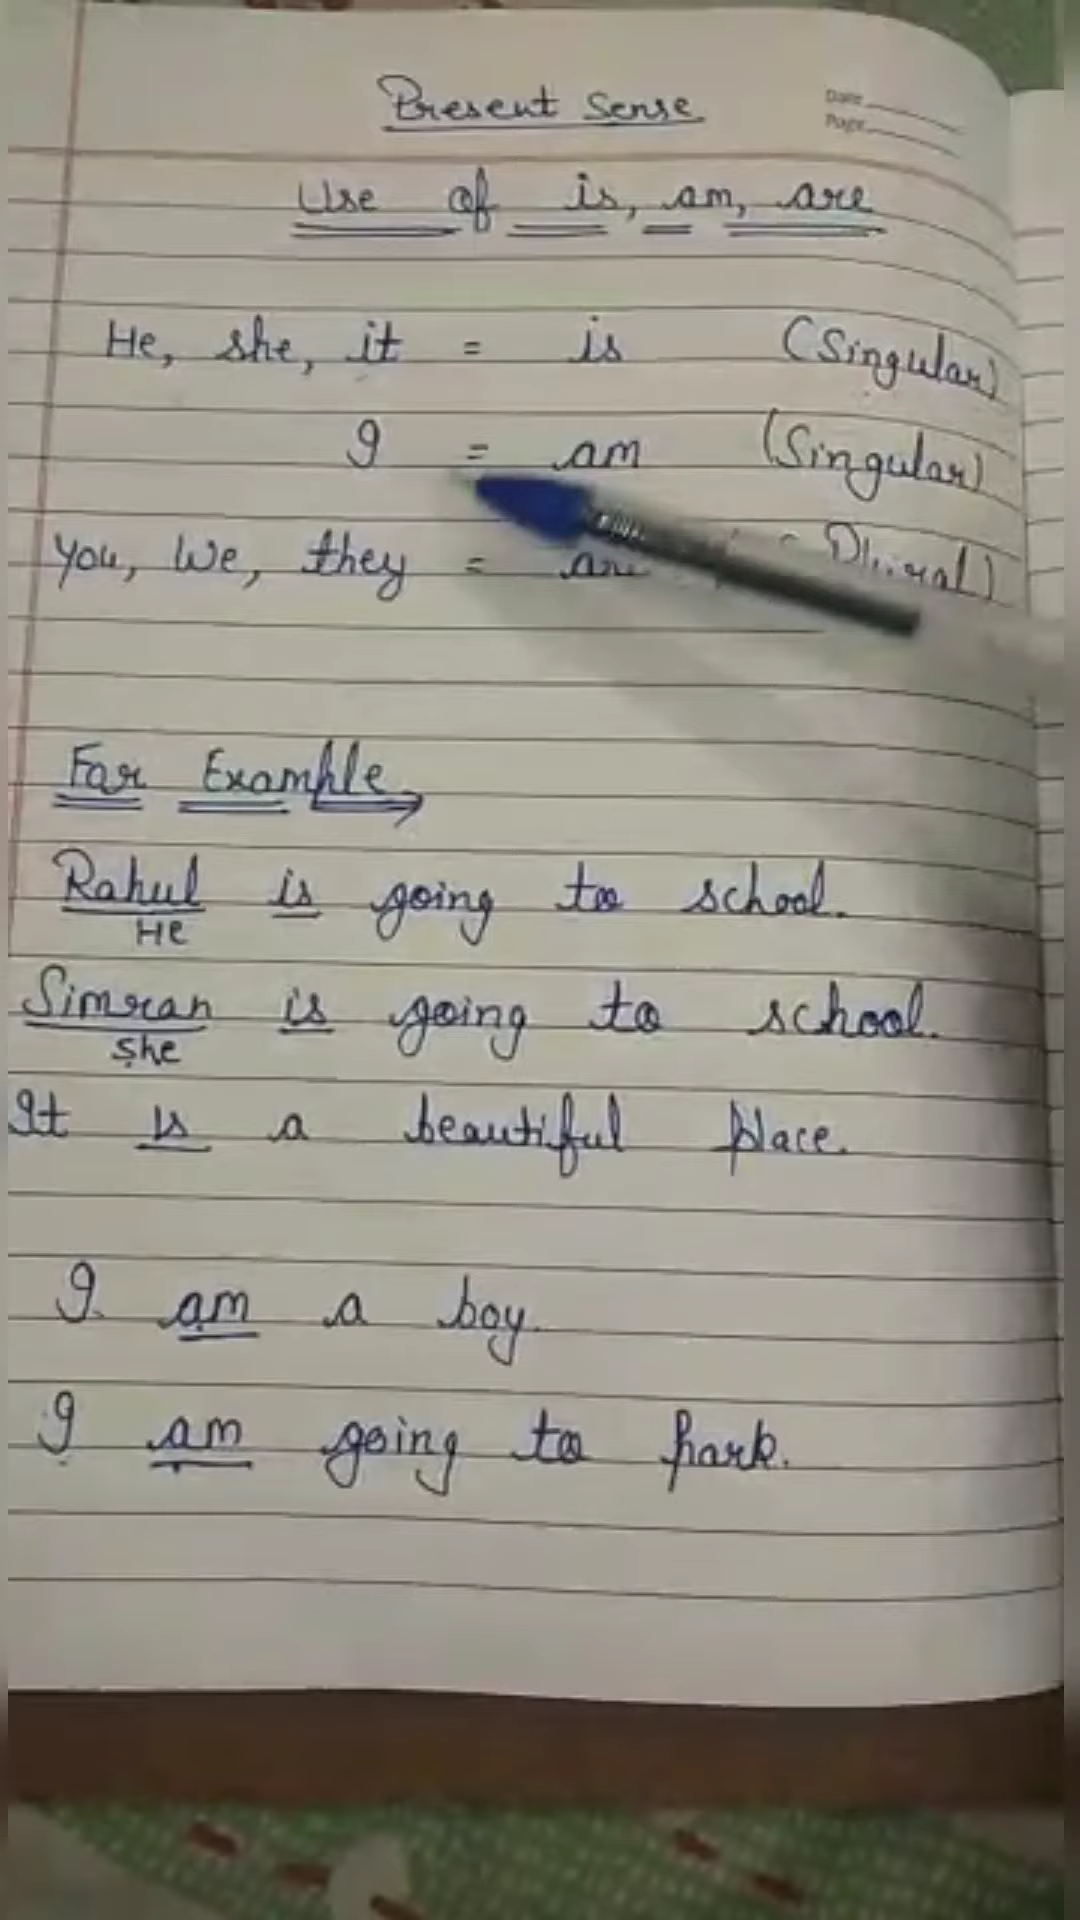 Present Sense
Date
Page
Use of is, am, are
He, she, it = is (Singular)
I = am (Singular)
You, We, they = are (Plural)
For Example
Rahul is going to school.
He
Simran is going to school.
She
It is a beautiful place.
I am a boy.
I am going to park.